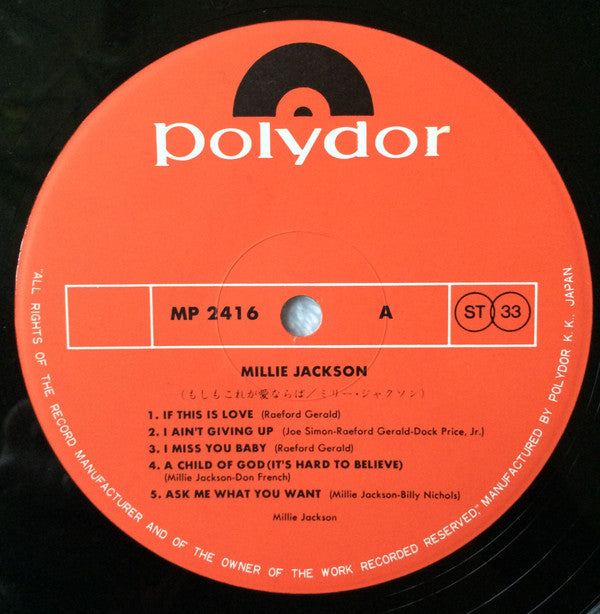 polydor
MP 2416 A ST 33
MILLIE JACKSON
(もしもこれが愛ならば/ミリー・ジャクソン)
1. IF THIS IS LOVE (Raeford Gerald)
2. I AIN'T GIVING UP (Joe Simon-Raeford Gerald-Dock Price, Jr.)
3. I MISS YOU BABY (Raeford Gerald)
4. A CHILD OF GOD (IT'S HARD TO BELIEVE)
(Millie Jackson-Don French)
5. ASK ME WHAT YOU WANT (Millie Jackson-Billy Nichols)
Millie Jackson
"ALL RIGHTS OF THE RECORD MANUFACTURER AND OF THE OWNER OF THE WORK RECORDED RESERVED," MANUFACTURED BY POLYDOR K.K., JAPAN.